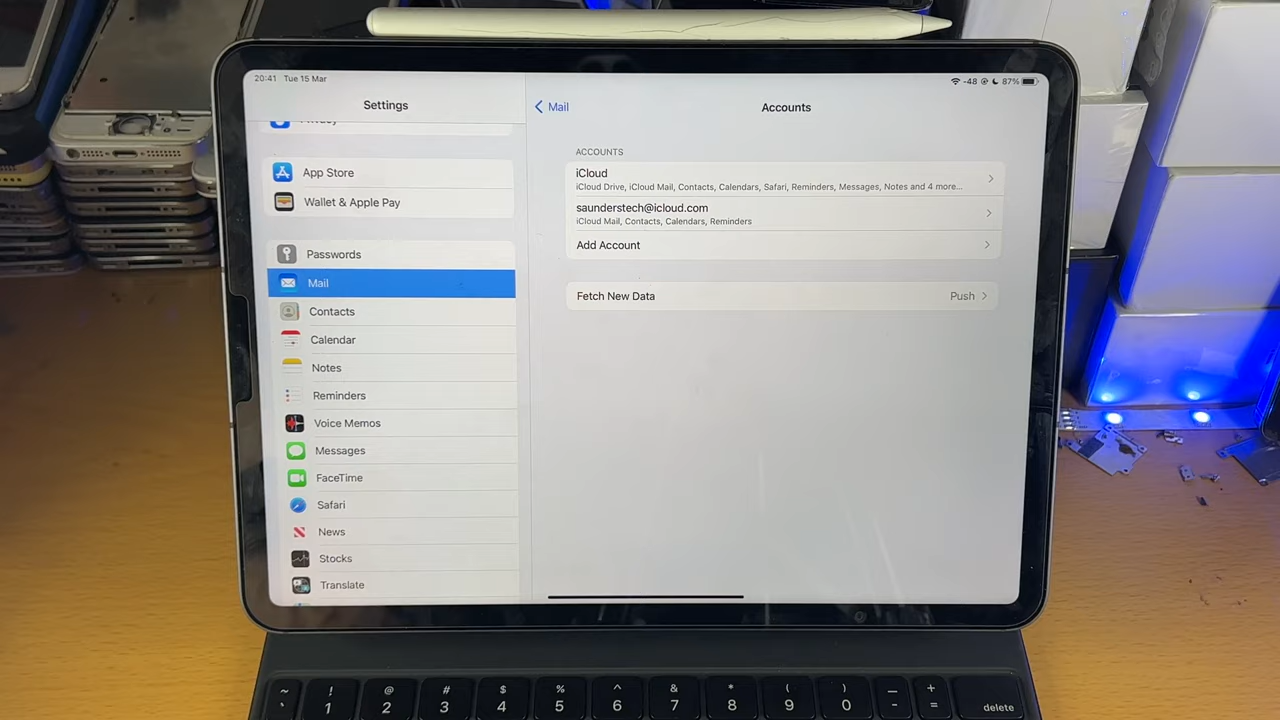 20:41 Tue 15 Mar
-48 87%
Settings
Mail
Accounts
Privacy
App Store
Wallet & Apple Pay
Passwords
Mail
Contacts
Calendar
Notes
Reminders
Voice Memos
Messages
FaceTime
Safari
News
Stocks
Translate
ACCOUNTS
iCloud
iCloud Drive, iCloud Mail, Contacts, Calendars, Safari, Reminders, Messages, Notes and 4 more...
saunderstech@icloud.com
iCloud Mail, Contacts, Calendars, Reminders
Add Account
Fetch New Data Push
~ ! @ # $ % ^ & * ( ) — +
` 1 2 3 4 5 6 7 8 9 0 - = delete